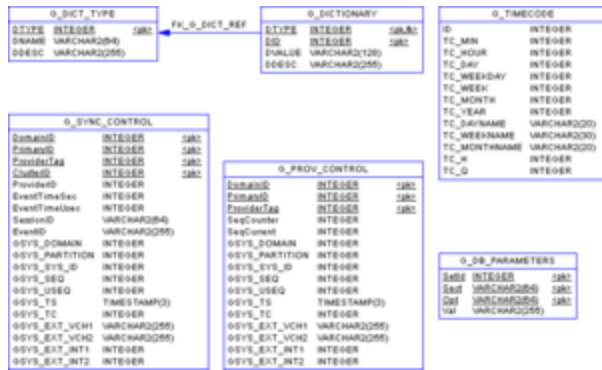 G_DICT_TYPE
DTYPE INTEGER <pk>
DNAME VARCHAR2(64)
DDESC VARCHAR2(255)
FK_G_DICT_REF
G_DICTIONARY
DTYPE INTEGER <pk,fk>
DID INTEGER <pk>
DVALUE VARCHAR2(128)
DDESC VARCHAR2(255)
G_TIMECODE
ID INTEGER
TC_MIN INTEGER
TC_HOUR INTEGER
TC_DAY INTEGER
TC_WEEKDAY INTEGER
TC_WEEK INTEGER
TC_MONTH INTEGER
TC_YEAR INTEGER
TC_DAYNAME VARCHAR2(20)
TC_WEEKNAME VARCHAR2(30)
TC_MONTHNAME VARCHAR2(20)
TC_H INTEGER
TC_Q INTEGER
G_SYNC_CONTROL
DomainID INTEGER <pk>
PrimaryID INTEGER <pk>
ProviderTag INTEGER <pk>
ClusterID INTEGER <pk>
ProviderID INTEGER
EventTimeSec INTEGER
EventTimeUsec INTEGER
SessionID VARCHAR2(64)
EventID VARCHAR2(255)
GSYS_DOMAIN INTEGER
GSYS_PARTITION INTEGER
GSYS_SYS_ID INTEGER
GSYS_SEQ INTEGER
GSYS_USEQ INTEGER
GSYS_TS TIMESTAMP(3)
GSYS_TC INTEGER
GSYS_EXT_VCH1 VARCHAR2(255)
GSYS_EXT_VCH2 VARCHAR2(255)
GSYS_EXT_INT1 INTEGER
GSYS_EXT_INT2 INTEGER
G_PROV_CONTROL
DomainID INTEGER <pk>
PrimaryID INTEGER <pk>
ProviderTag INTEGER <pk>
SeqCounter INTEGER
SeqCurrent INTEGER
GSYS_DOMAIN INTEGER
GSYS_PARTITION INTEGER
GSYS_SYS_ID INTEGER
GSYS_SEQ INTEGER
GSYS_USEQ INTEGER
GSYS_TS TIMESTAMP(3)
GSYS_TC INTEGER
GSYS_EXT_VCH1 VARCHAR2(255)
GSYS_EXT_VCH2 VARCHAR2(255)
GSYS_EXT_INT1 INTEGER
GSYS_EXT_INT2 INTEGER
G_DB_PARAMETERS
SetId INTEGER <pk>
Sect VARCHAR2(64) <pk>
Opt VARCHAR2(64) <pk>
Val VARCHAR2(255)